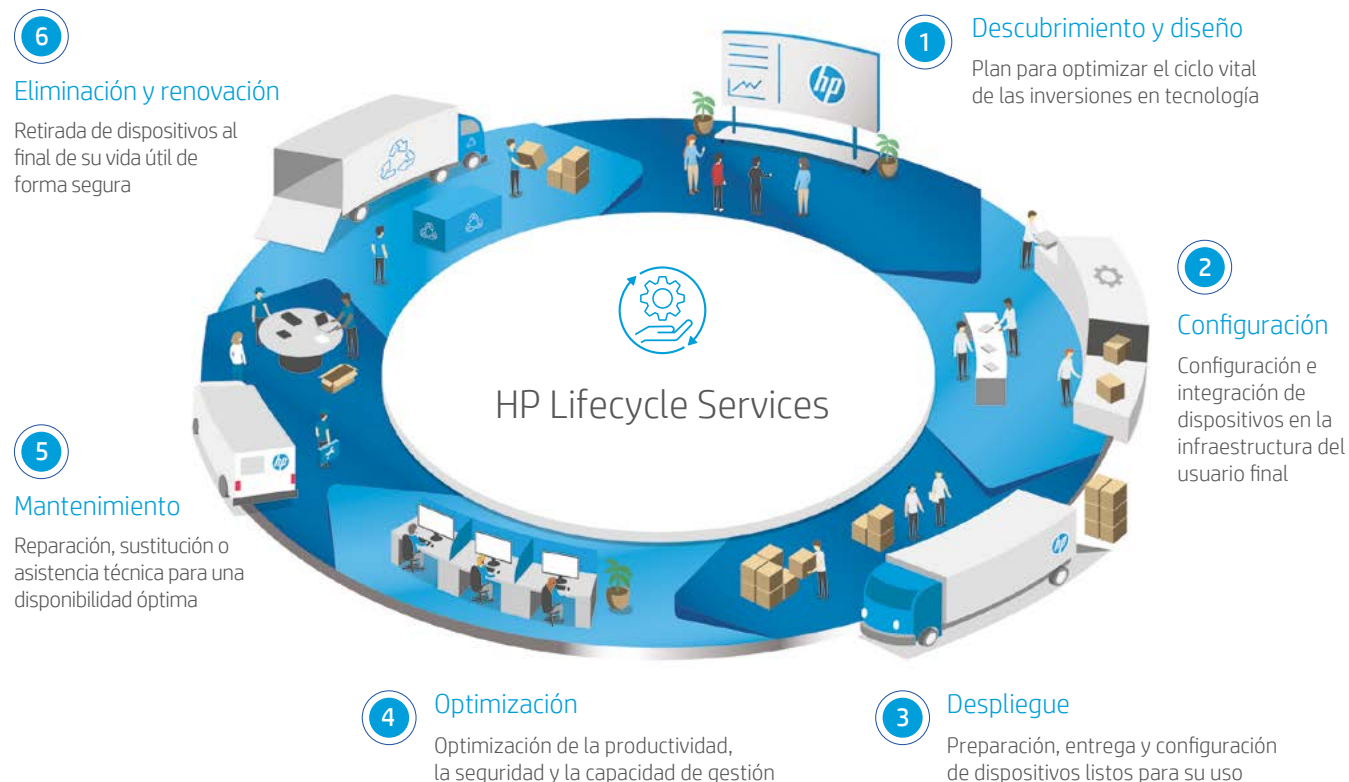 1
Descubrimiento y diseño
Plan para optimizar el ciclo vital
de las inversiones en tecnología
2
Configuración
Configuración e
integración de
dispositivos en la
infraestructura del
usuario final
3
Despliegue
Preparación, entrega y configuración
de dispositivos listos para su uso
4
Optimización
Optimización de la productividad,
la seguridad y la capacidad de gestión
5
Mantenimiento
Reparación, sustitución o
asistencia técnica para una
disponibilidad óptima
6
Eliminación y renovación
Retirada de dispositivos al
final de su vida útil de
forma segura
HP Lifecycle Services
hp
hp
hp